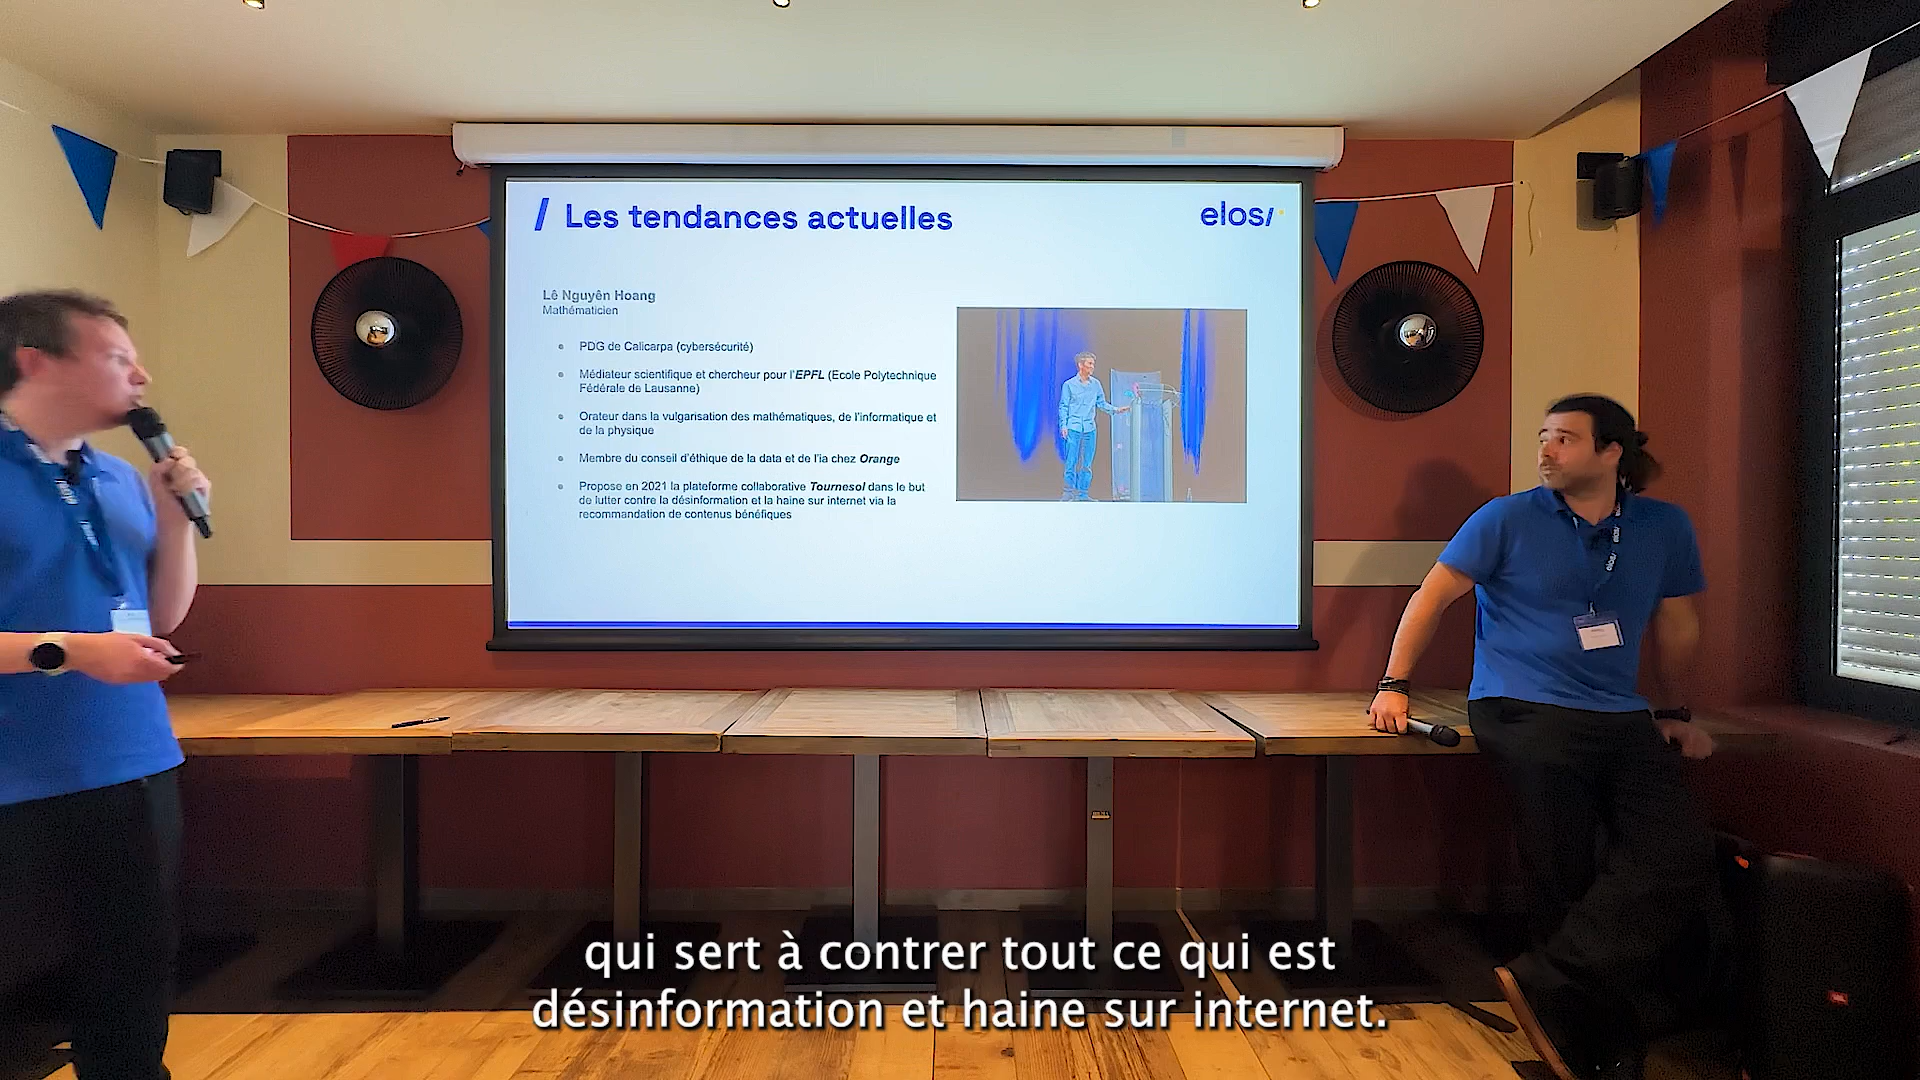 / Les tendances actuelles
elos/
Lê Nguyên Hoang
Mathématicien
PDG de Calicarpa (cybersécurité)
Médiateur scientifique et chercheur pour l'EPFL (Ecole Polytechnique
Fédérale de Lausanne)
Orateur dans la vulgarisation des mathématiques, de l'informatique et
de la physique
Membre du conseil d'éthique de la data et de l'ia chez Orange
Propose en 2021 la plateforme collaborative Tournesol dans le but
de lutter contre la désinformation et la haine sur internet via la
recommandation de contenus bénéfiques
elos/
qui sert à contrer tout ce qui est
désinformation et haine sur internet.